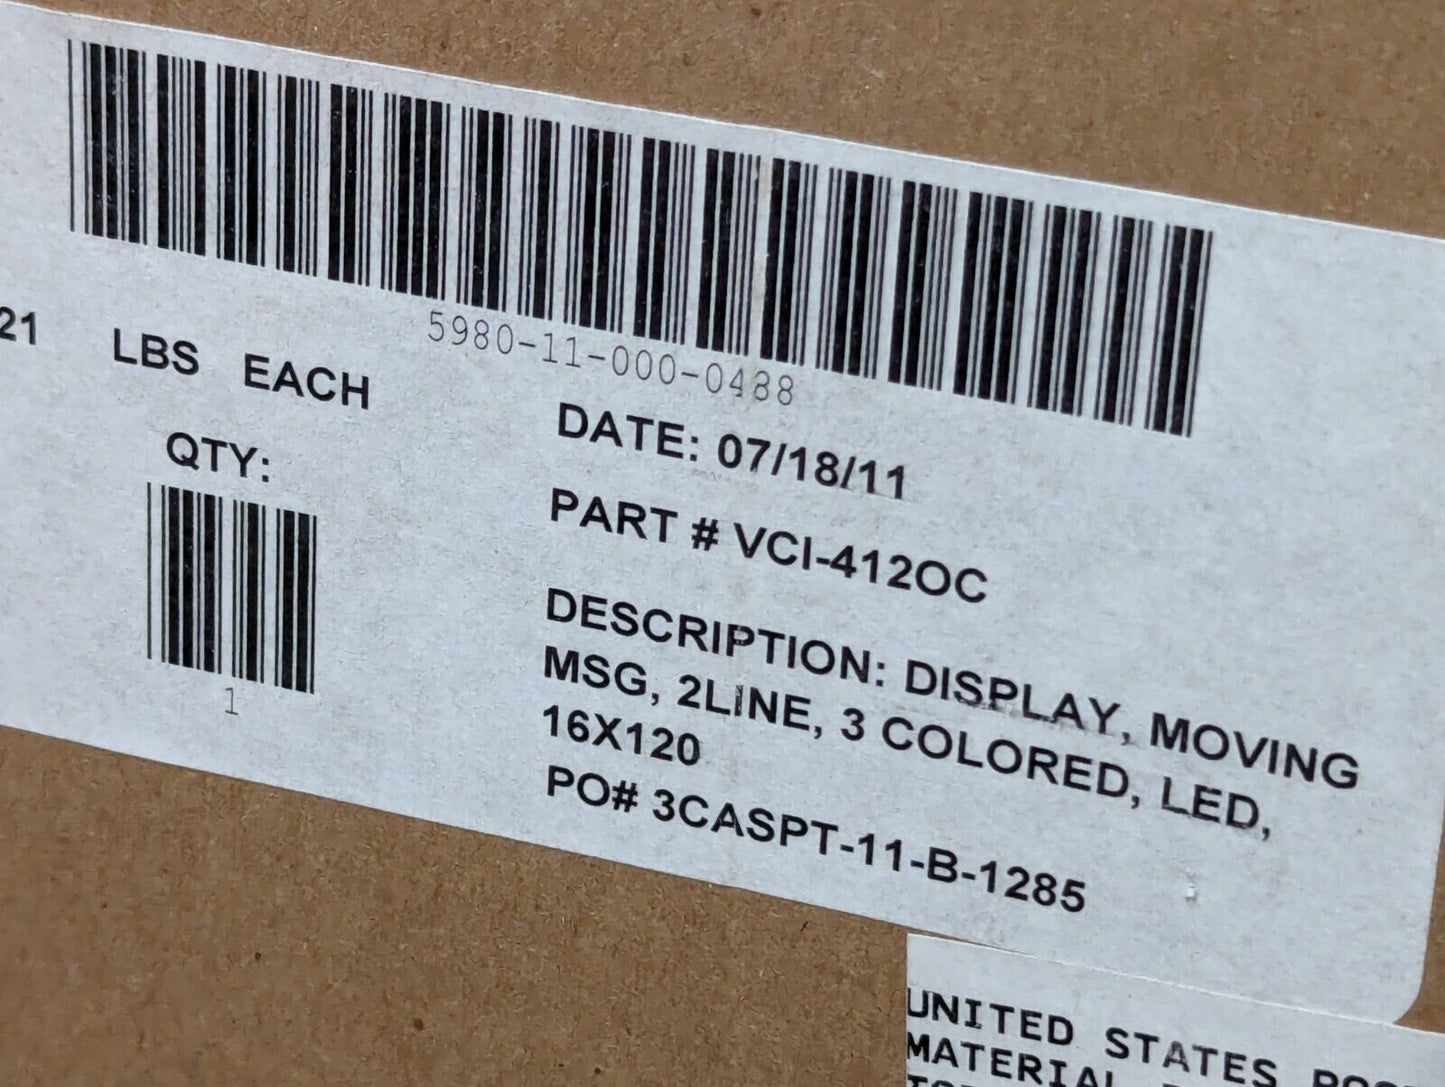 5980-11-000-0488
21 LBS EACH
QTY:
1
DATE: 07/18/11
PART # VCI-412OC
DESCRIPTION: DISPLAY, MOVING
MSG, 2LINE, 3 COLORED, LED,
16X120
PO# 3CASPT-11-B-1285
UNITED STATES
MATERIAL